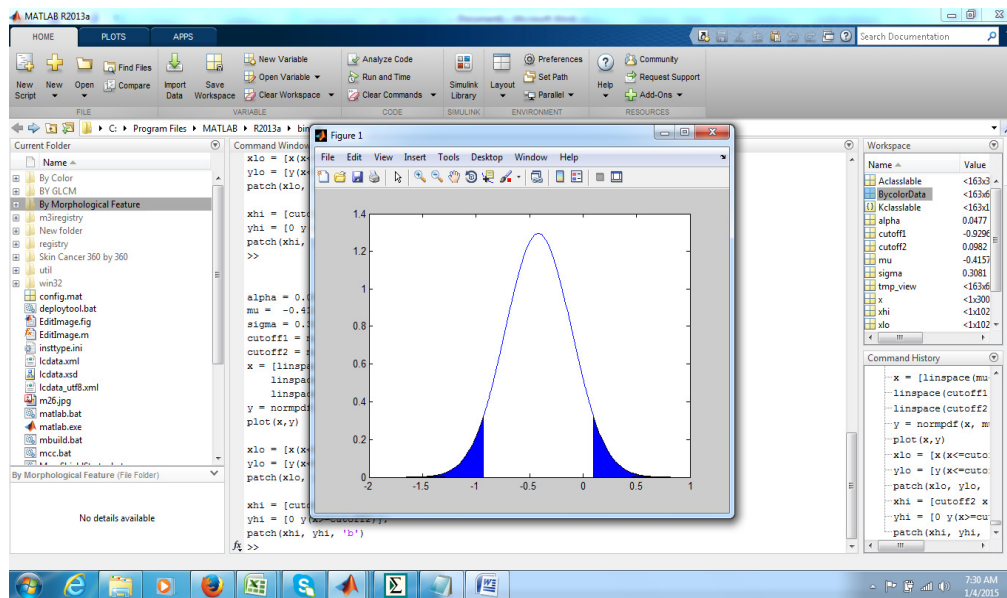 MATLAB R2013a
HOME PLOTS APPS
Search Documentation
New Script
New
Open
Find Files
Compare
Import Data
Save Workspace
New Variable
Open Variable
Clear Workspace
Analyze Code
Run and Time
Clear Commands
Simulink Library
Layout
Preferences
Set Path
Parallel
Help
Community
Request Support
Add-Ons
FILE VARIABLE CODE SIMULINK ENVIRONMENT RESOURCES
C: Program Files MATLAB R2013a bin
Current Folder
Name
By Color
BY GLCM
By Morphological Feature
m3iregistry
New folder
registry
Skin Cancer 360 by 360
util
win32
config.mat
deploytool.bat
EditImage.fig
EditImage.m
insttype.ini
lcdata.xml
lcdata.xsd
lcdata_utf8.xml
m26.jpg
matlab.bat
matlab.exe
mbuild.bat
mcc.bat
By Morphological Feature (File Folder)
No details available
Command Window
xlo = [x(x<
ylo = [y(x<
patch(xlo,
xhi = [cuto
yhi = [0 y(
patch(xhi,
>>
alpha = 0.0
mu = -0.41
sigma = 0.3
cutoff1 = n
cutoff2 = n
x = [linspa
linspa
linspac
y = normpdf
plot(x,y)
xlo = [x(x<
ylo = [y(x<
patch(xlo,
xhi = [cuto
yhi = [0 y(x>=cutoff2)];
patch(xhi, yhi, 'b')
fx >>
Figure 1
File Edit View Insert Tools Desktop Window Help
1.4
1.2
1
0.8
0.6
0.4
0.2
0
-2 -1.5 -1 -0.5 0 0.5 1
Workspace
Name Value
Aclasslable <163x3
BycolorData <163x6
Kclasslable <163x1
alpha 0.0477
cutoff1 -0.9296
cutoff2 0.0982
mu -0.4157
sigma 0.3081
tmp_view <163x6
x <1x300
xhi <1x102
xlo <1x102
Command History
x = [linspace(mu
linspace(cutoff1
linspace(cutoff2
y = normpdf(x, m
plot(x,y)
xlo = [x(x<=cuto
ylo = [y(x<=cuto
patch(xlo, ylo,
xhi = [cutoff2 x
yhi = [0 y(x>=cu
patch(xhi, yhi,
7:30 AM
1/4/2015